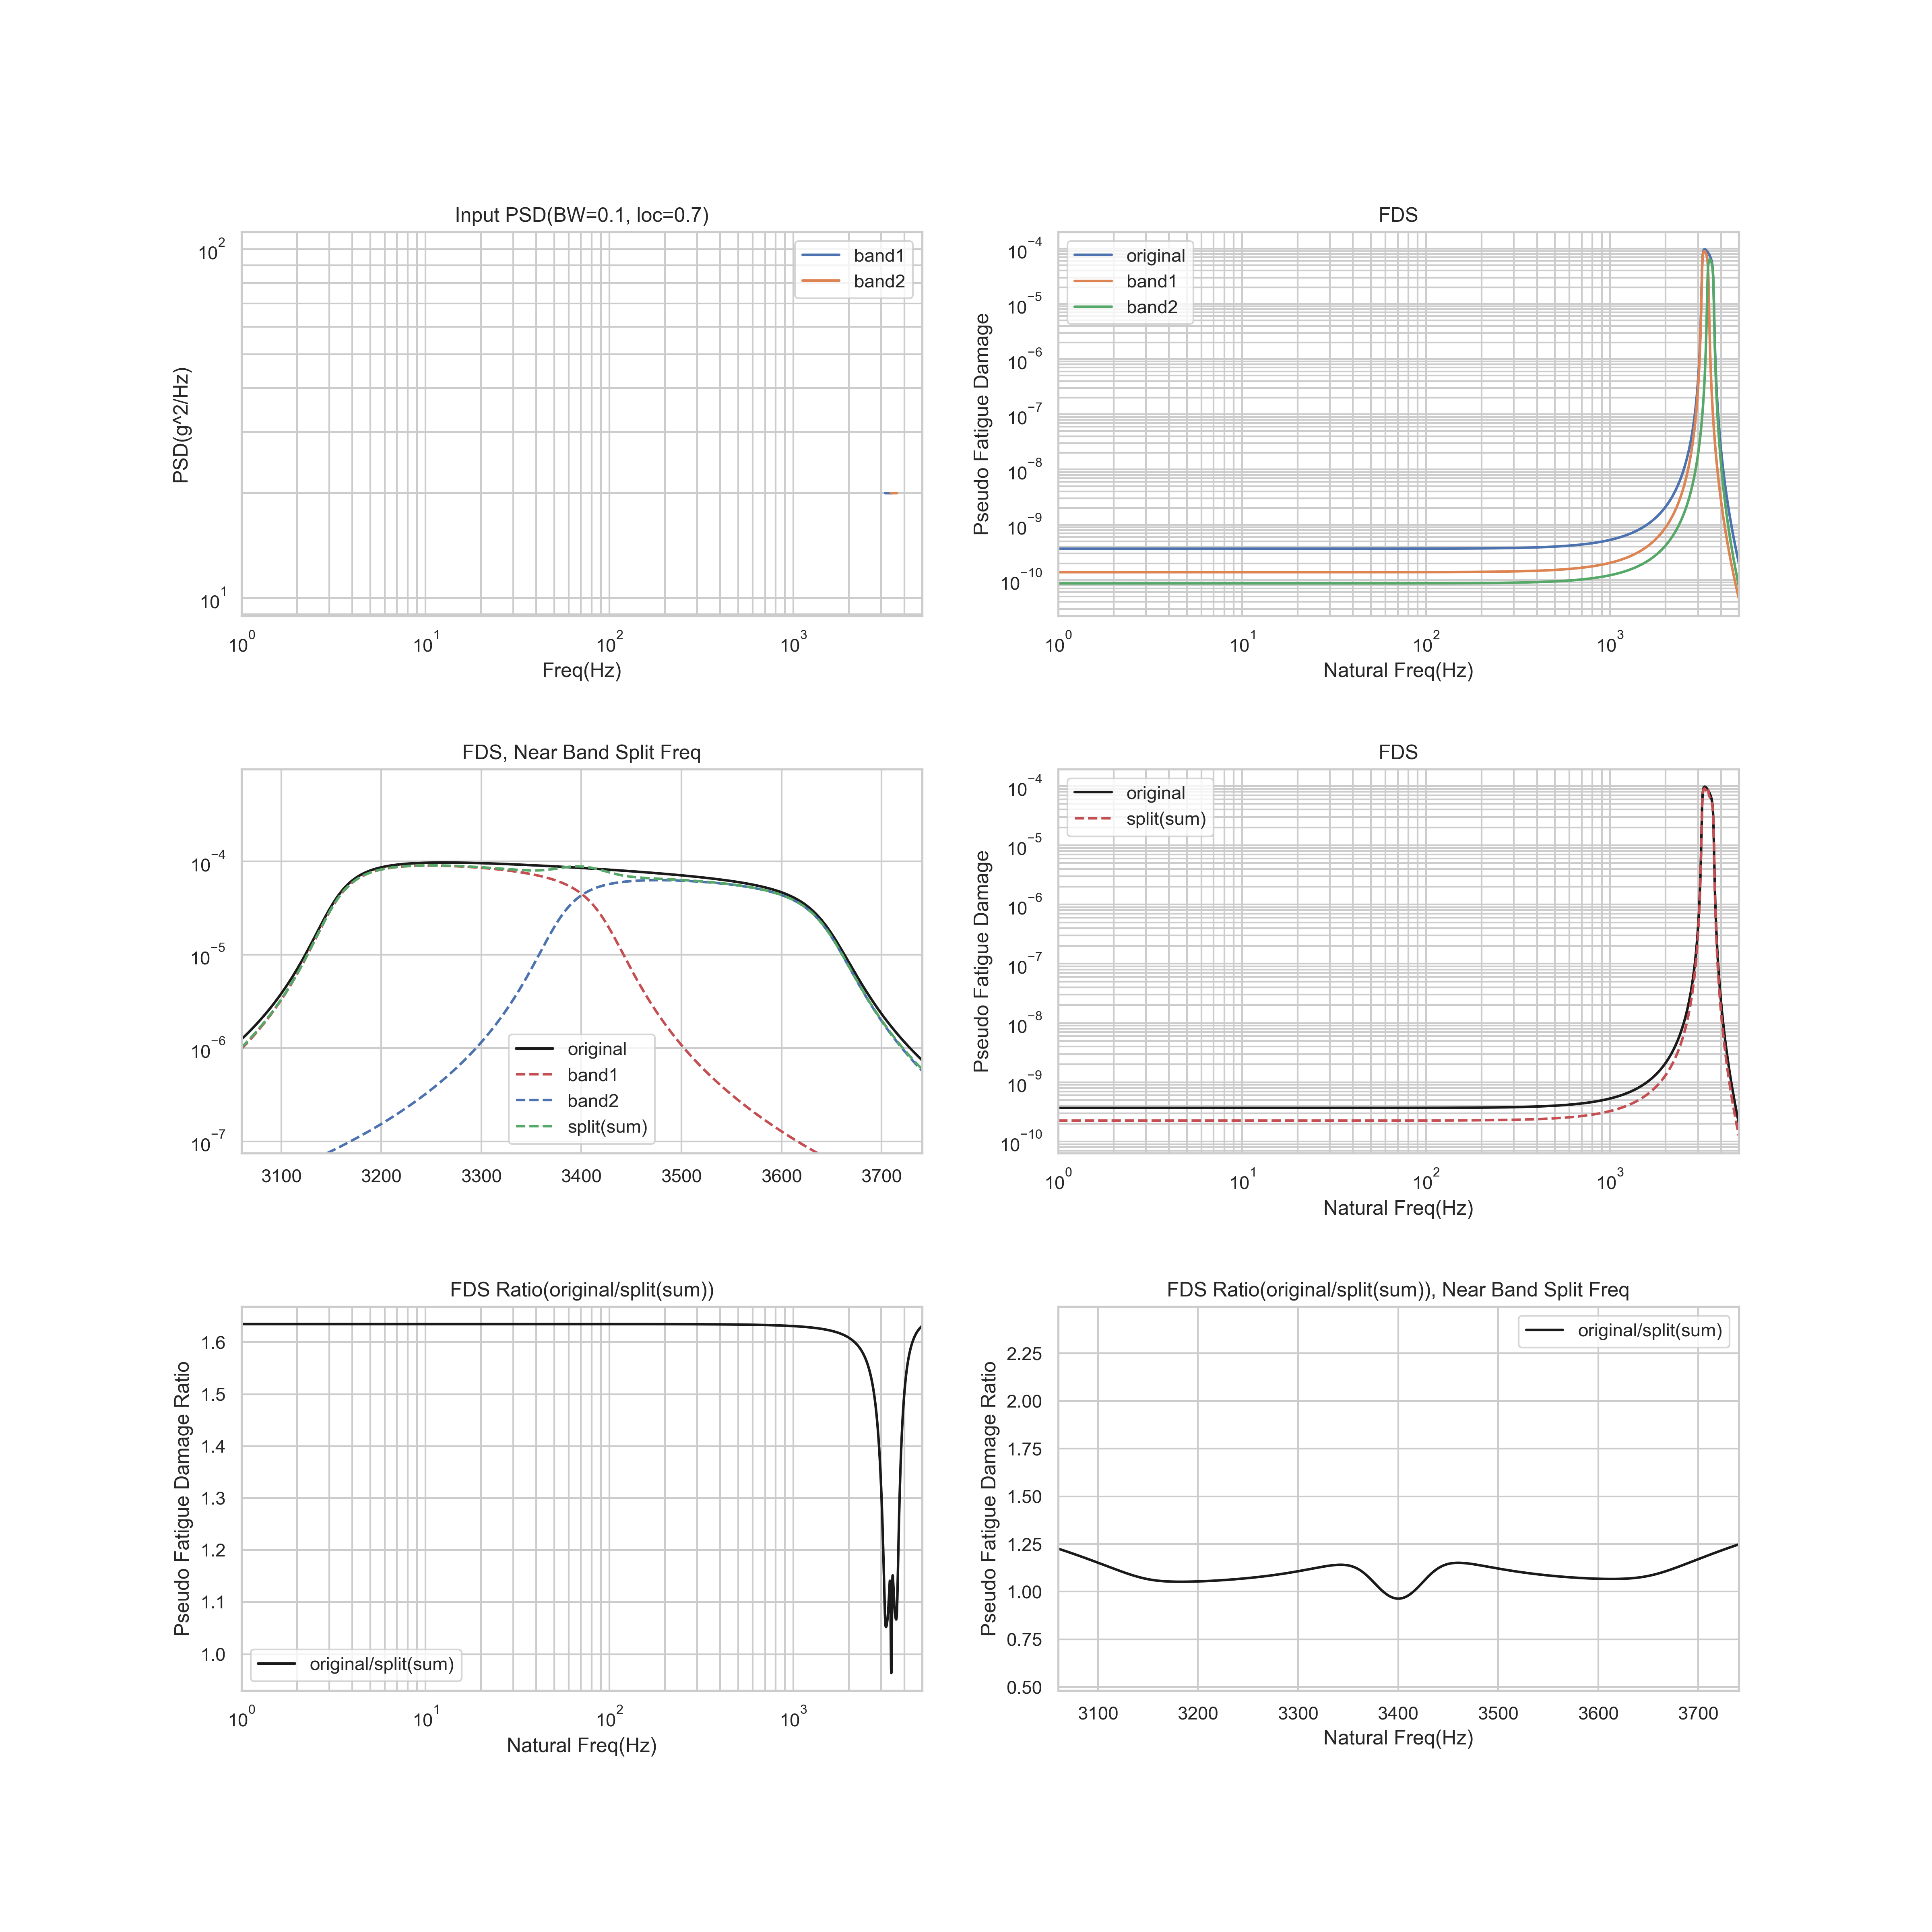 Input PSD(BW=0.1, loc=0.7)
PSD(g^2/Hz)
10^2
10^1
band1
band2
10^0 10^1 10^2 10^3
Freq(Hz)
FDS
Pseudo Fatigue Damage
10^−4
10^−5
10^−6
10^−7
10^−8
10^−9
10^−10
original
band1
band2
10^0 10^1 10^2 10^3
Natural Freq(Hz)
FDS, Near Band Split Freq
10^−4
10^−5
10^−6
10^−7
original
band1
band2
split(sum)
3100 3200 3300 3400 3500 3600 3700
FDS
Pseudo Fatigue Damage
10^−4
10^−5
10^−6
10^−7
10^−8
10^−9
10^−10
original
split(sum)
10^0 10^1 10^2 10^3
Natural Freq(Hz)
FDS Ratio(original/split(sum))
Pseudo Fatigue Damage Ratio
1.6
1.5
1.4
1.3
1.2
1.1
1.0
original/split(sum)
10^0 10^1 10^2 10^3
Natural Freq(Hz)
FDS Ratio(original/split(sum)), Near Band Split Freq
Pseudo Fatigue Damage Ratio
original/split(sum)
2.25
2.00
1.75
1.50
1.25
1.00
0.75
0.50
3100 3200 3300 3400 3500 3600 3700
Natural Freq(Hz)